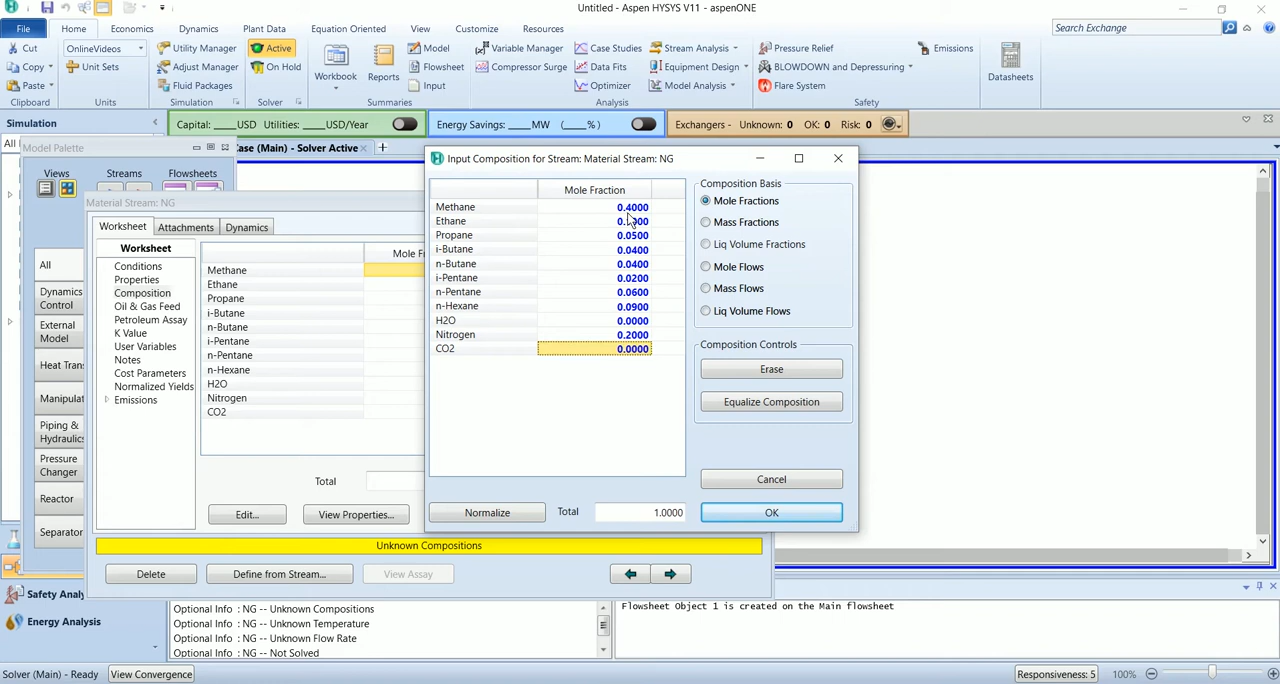 Untitled - Aspen HYSYS V11 - aspenONE
File
Home
Economics
Dynamics
Plant Data
Equation Oriented
View
Customize
Resources
Search Exchange
Cut
OnlineVideos
Utility Manager
Active
Model
Variable Manager
Case Studies
Stream Analysis
Pressure Relief
Emissions
Copy
Unit Sets
Adjust Manager
On Hold
Workbook
Reports
Flowsheet
Compressor Surge
Data Fits
Equipment Design
BLOWDOWN and Depressuring
Datasheets
Paste
Fluid Packages
Input
Optimizer
Model Analysis
Flare System
Clipboard
Units
Simulation
Solver
Summaries
Analysis
Safety
Simulation
Capital: ____USD Utilities: ____USD/Year
Energy Savings: ____MW (____%)
Exchangers - Unknown: 0 OK: 0 Risk: 0
All
Model Palette
Case (Main) - Solver Active
Views
Streams
Flowsheets
All
Dynamics
Control
External
Model
Heat Trans
Manipulat
Piping &
Hydraulics
Pressure
Changer
Reactor
Separator
Material Stream: NG
Worksheet
Attachments
Dynamics
Worksheet
Conditions
Properties
Composition
Oil & Gas Feed
Petroleum Assay
K Value
User Variables
Notes
Cost Parameters
Normalized Yields
Emissions
Mole Fr
Methane
Ethane
Propane
i-Butane
n-Butane
i-Pentane
n-Pentane
n-Hexane
H2O
Nitrogen
CO2
Total
Edit...
View Properties...
Unknown Compositions
Delete
Define from Stream...
View Assay
Input Composition for Stream: Material Stream: NG
Mole Fraction
Methane 0.4000
Ethane
Propane 0.0500
i-Butane 0.0400
n-Butane 0.0400
i-Pentane 0.0200
n-Pentane 0.0600
n-Hexane 0.0900
H2O 0.0000
Nitrogen 0.2000
CO2 0.0000
Normalize
Total
1.0000
Composition Basis
Mole Fractions
Mass Fractions
Liq Volume Fractions
Mole Flows
Mass Flows
Liq Volume Flows
Composition Controls
Erase
Equalize Composition
Cancel
OK
Safety Analy
Energy Analysis
Optional Info : NG -- Unknown Compositions
Optional Info : NG -- Unknown Temperature
Optional Info : NG -- Unknown Flow Rate
Optional Info : NG -- Not Solved
Flowsheet Object 1 is created on the Main flowsheet
Solver (Main) - Ready
View Convergence
Responsiveness: 5
100%